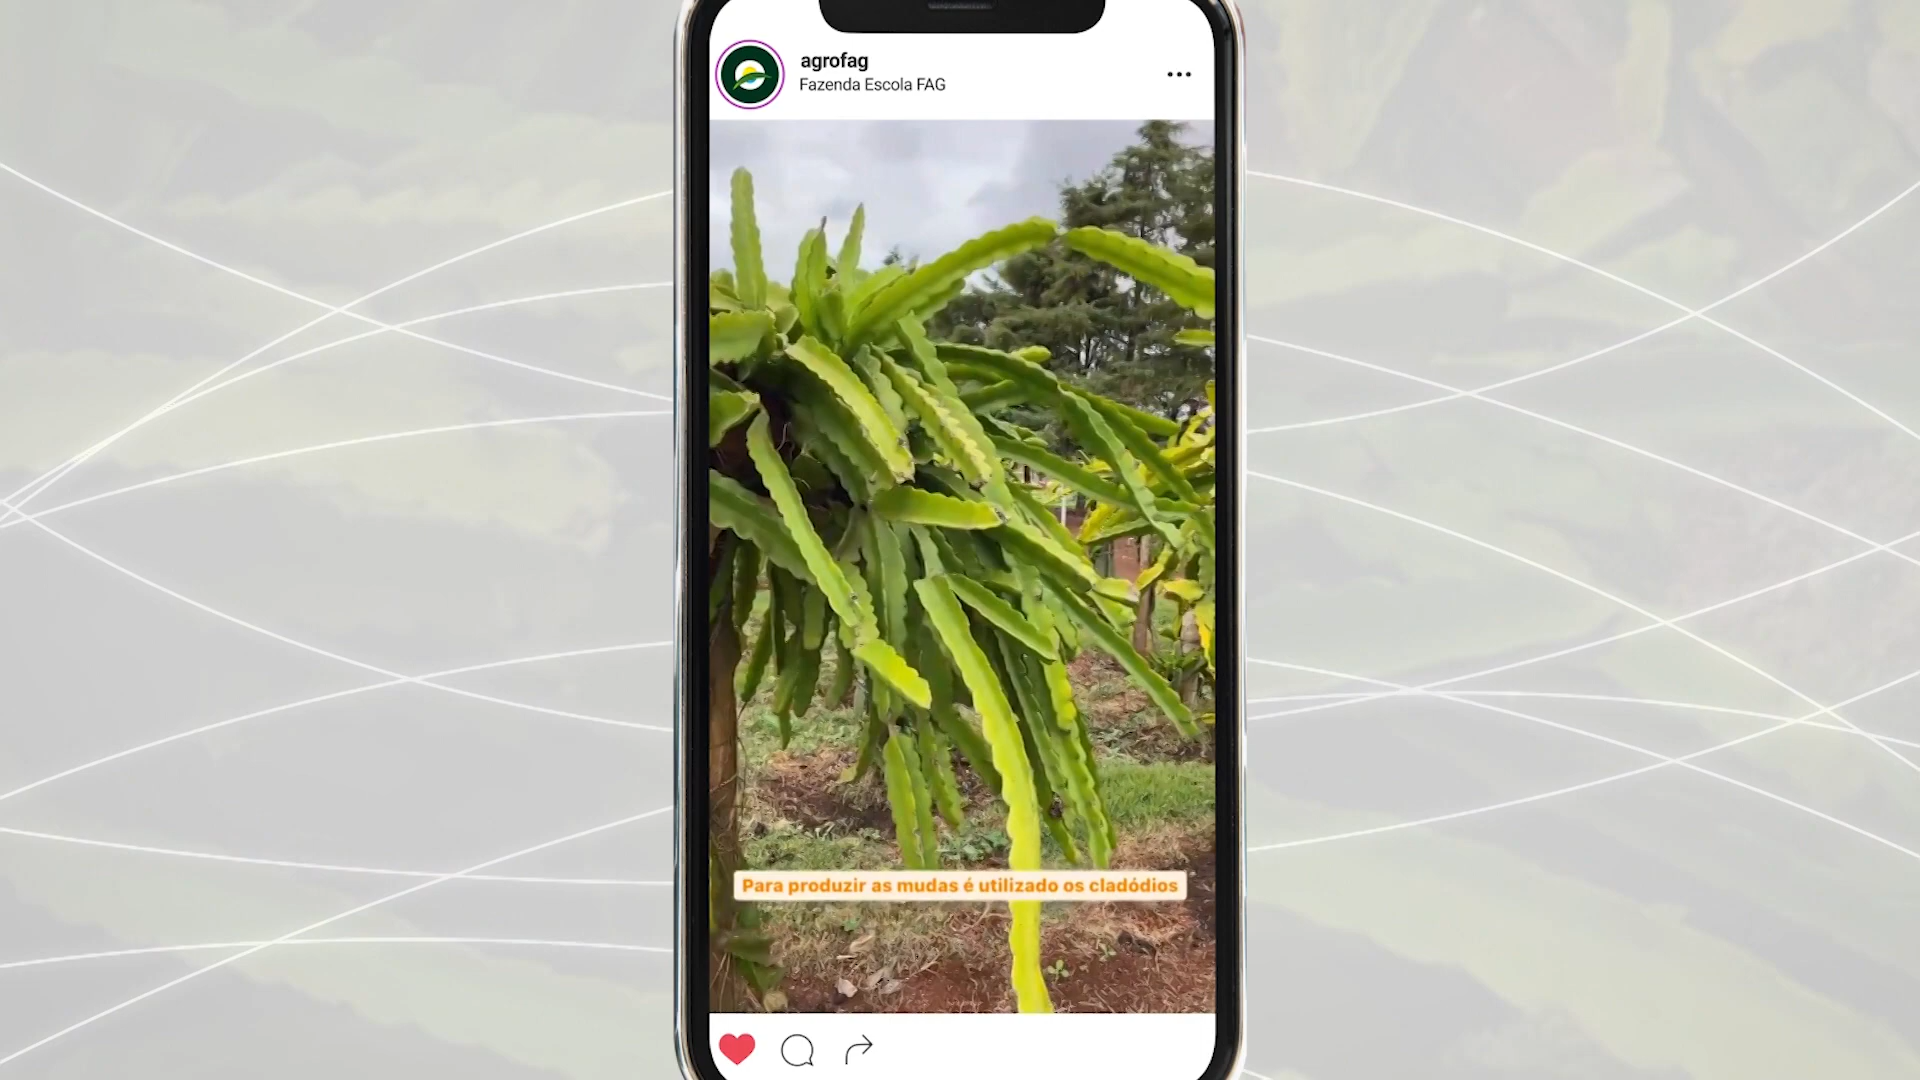 agrofag
Fazenda Escola FAG
Para produzir as mudas é utilizado os cladódios